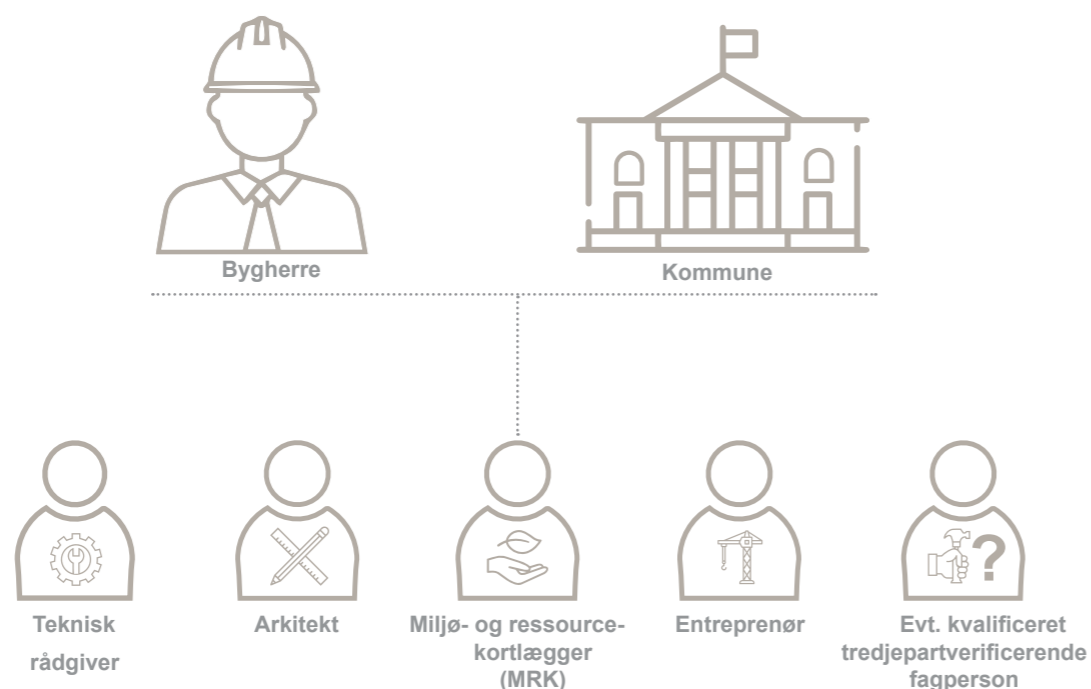 Bygherre
Kommune
Teknisk
rådgiver
Arkitekt
Miljø- og ressource-
kortlægger
(MRK)
Entreprenør
?
Evt. kvalificeret
tredjepartverificerende
fagperson